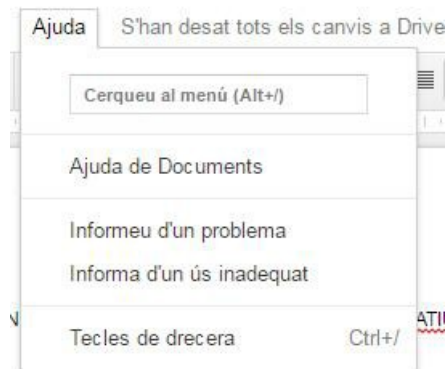 Ajuda S'han desat tots els canvis a Drive
Cerqueu al menú (Alt+/)
Ajuda de Documents
Informeu d'un problema
Informa d'un ús inadequat
Tecles de drecera Ctrl+/